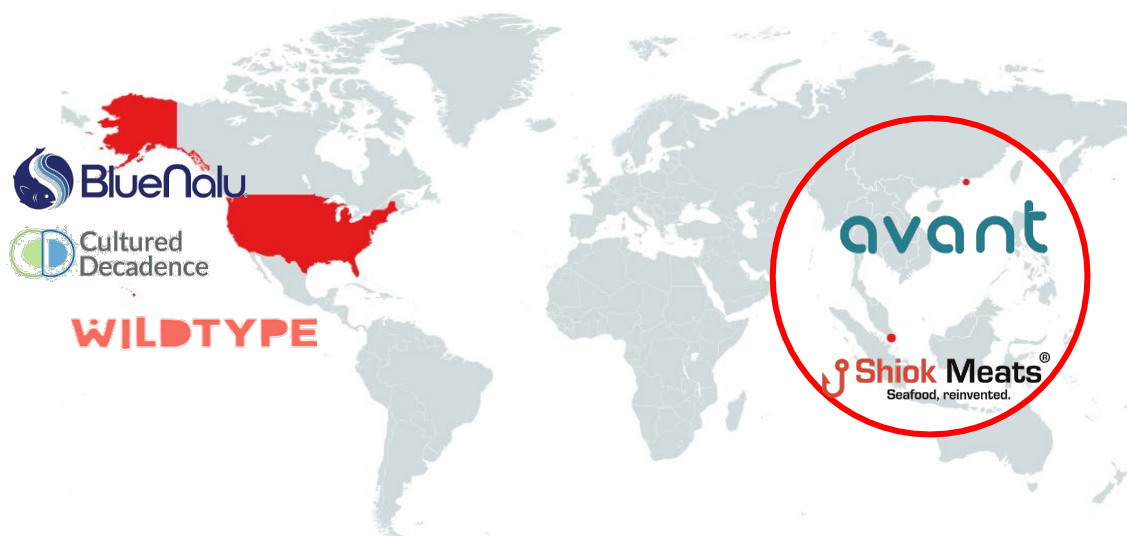 BlueNalu
Cultured
Decadence
WILDTYPE
avant
Shiok Meats®
Seafood, reinvented.